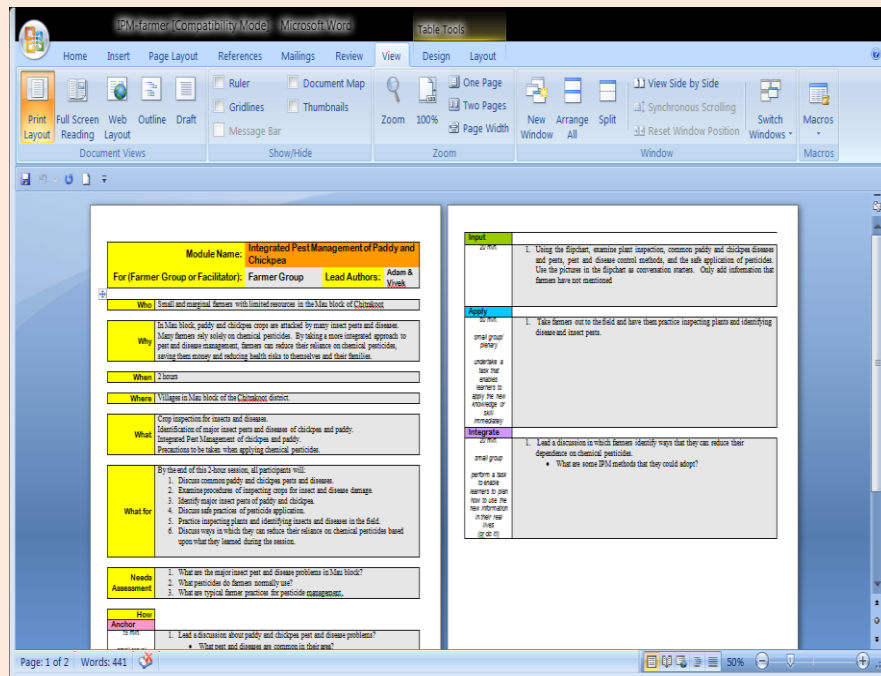 IPM-farmer [Compatibility Mode] Microsoft Word
Table Tools
Home Insert Page Layout References Mailings Review View Design Layout
Ruler Document Map One Page View Side by Side
Gridlines Thumbnails Two Pages Synchronous Scrolling
Message Bar Page Width Reset Window Position
Print Layout Full Screen Reading Web Layout Outline Draft Zoom 100% New Window Arrange All Split Switch Windows Macros
Document Views Show/Hide Zoom Window Macros
Module Name: Integrated Pest Management of Paddy and
Chickpea
For (Farmer Group or Facilitator): Farmer Group Lead Authors: Adam &
Vivek
Who Small and marginal farmers with limited resources in the Mau block of Chitrakoot
Why In Mau block, paddy and chickpea crops are attacked by many insect pests and diseases.
Many farmers rely solely on chemical pesticides. By taking a more integrated approach to
pest and disease management, farmers can reduce their reliance on chemical pesticides,
saving them money and reducing health risks to themselves and their families.
When 2 hours
Where Villages in Mau block of the Chitrakoot district.
What Crop inspection for insects and diseases.
Identification of major insect pests and diseases of chickpea and paddy.
Integrated Pest Management of chickpea and paddy.
Precautions to be taken when applying chemical pesticides.
What for By the end of this 2-hour session, all participants will:
1. Discuss common paddy and chickpea pests and diseases.
2. Examine procedures of inspecting crops for insect and disease damage.
3. Identify major insect pests of paddy and chickpea.
4. Discuss safe practices of pesticide application.
5. Practice inspecting plants and identifying insects and diseases in the field.
6. Discuss ways in which they can reduce their reliance on chemical pesticides based
upon what they learned during the session.
Needs Assessment 1. What are the major insect pest and disease problems in Mau block?
2. What pesticides do farmers normally use?
3. What are typical farmer practices for pesticide management.
How
Anchor
15 min. 1. Lead a discussion about paddy and chickpea pest and disease problems?
• What pest and diseases are common in their area?
Input
20 min. 1. Using the flipchart, examine plant inspection, common paddy and chickpea diseases
and pests, pest and disease control methods, and the safe application of pesticides.
Use the pictures in the flipchart as conversation starters. Only add information that
farmers have not mentioned
Apply
1. Take farmers out to the field and have them practice inspecting plants and identifying
disease and insect pests.
small group/
plenary
undertake a
task that
enables
learners to
apply the new
knowledge or
skill
immediately
Integrate
20 min. 1. Lead a discussion in which farmers identify ways that they can reduce their
dependence on chemical pesticides.
• What are some IPM methods that they could adopt?
small group
perform a task
to enable
learners to plan
how to use the
new information
in their real
lives
(or do it!)
Page: 1 of 2 Words: 441 50%